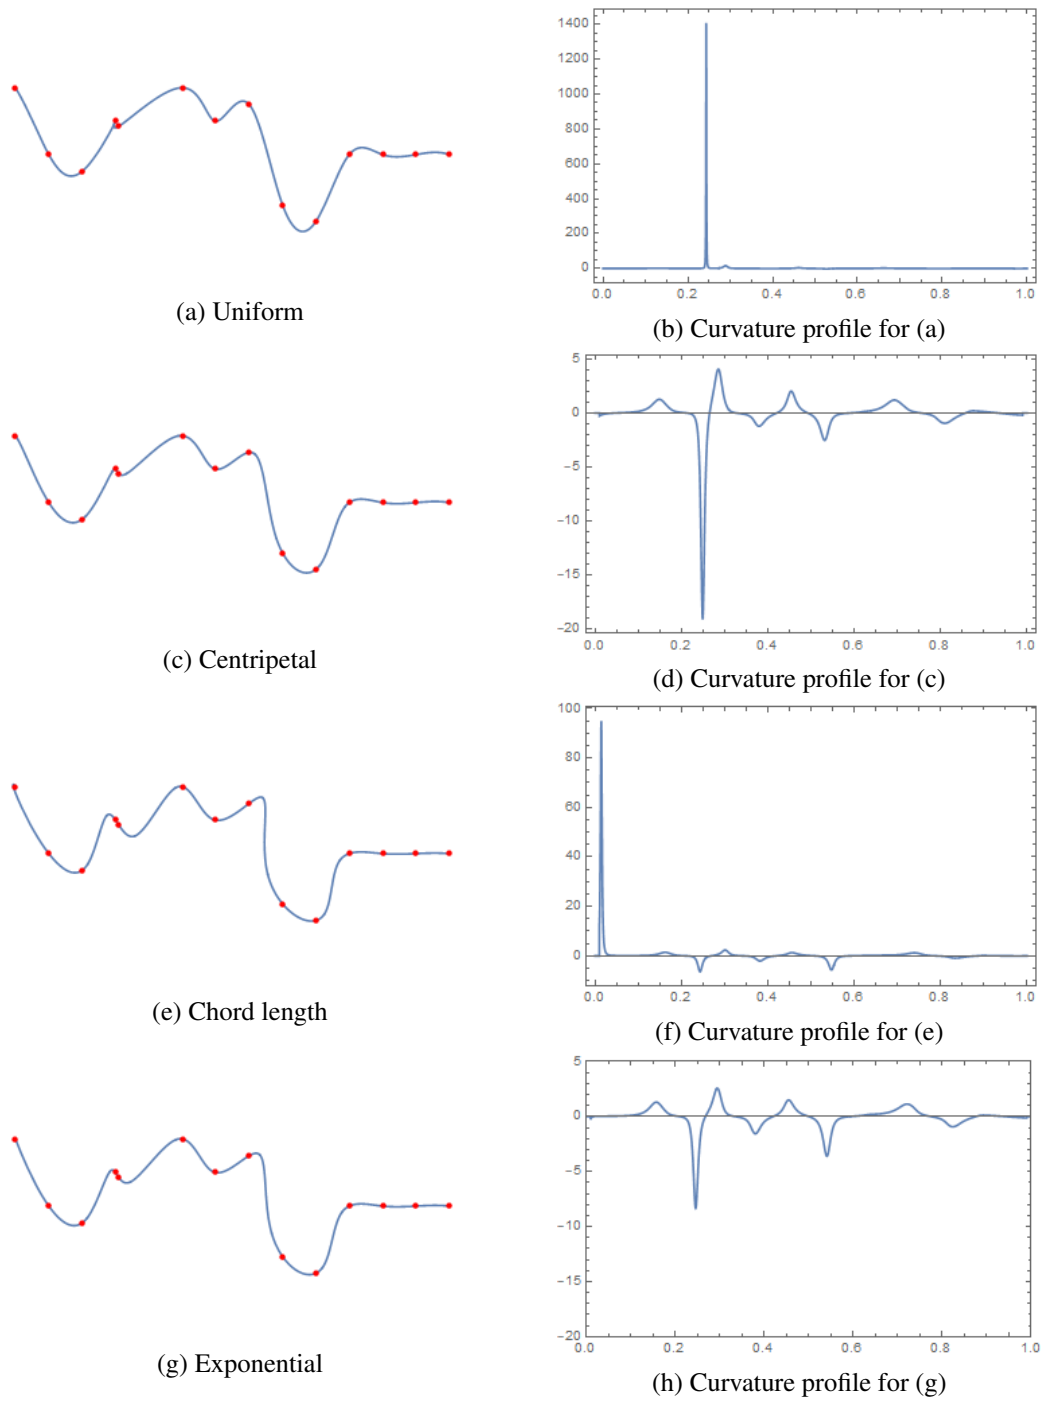 1400
1200
1000
800
600
400
200
0
0.0 0.2 0.4 0.6 0.8 1.0
(a) Uniform
(b) Curvature profile for (a)
5
0
-5
-10
-15
-20
0.0 0.2 0.4 0.6 0.8 1.0
(c) Centripetal
(d) Curvature profile for (c)
100
80
60
40
20
0
0.0 0.2 0.4 0.6 0.8 1.0
(e) Chord length
(f) Curvature profile for (e)
5
0
-5
-10
-15
-20
0.2 0.4 0.6 0.8 1.0
(g) Exponential
(h) Curvature profile for (g)